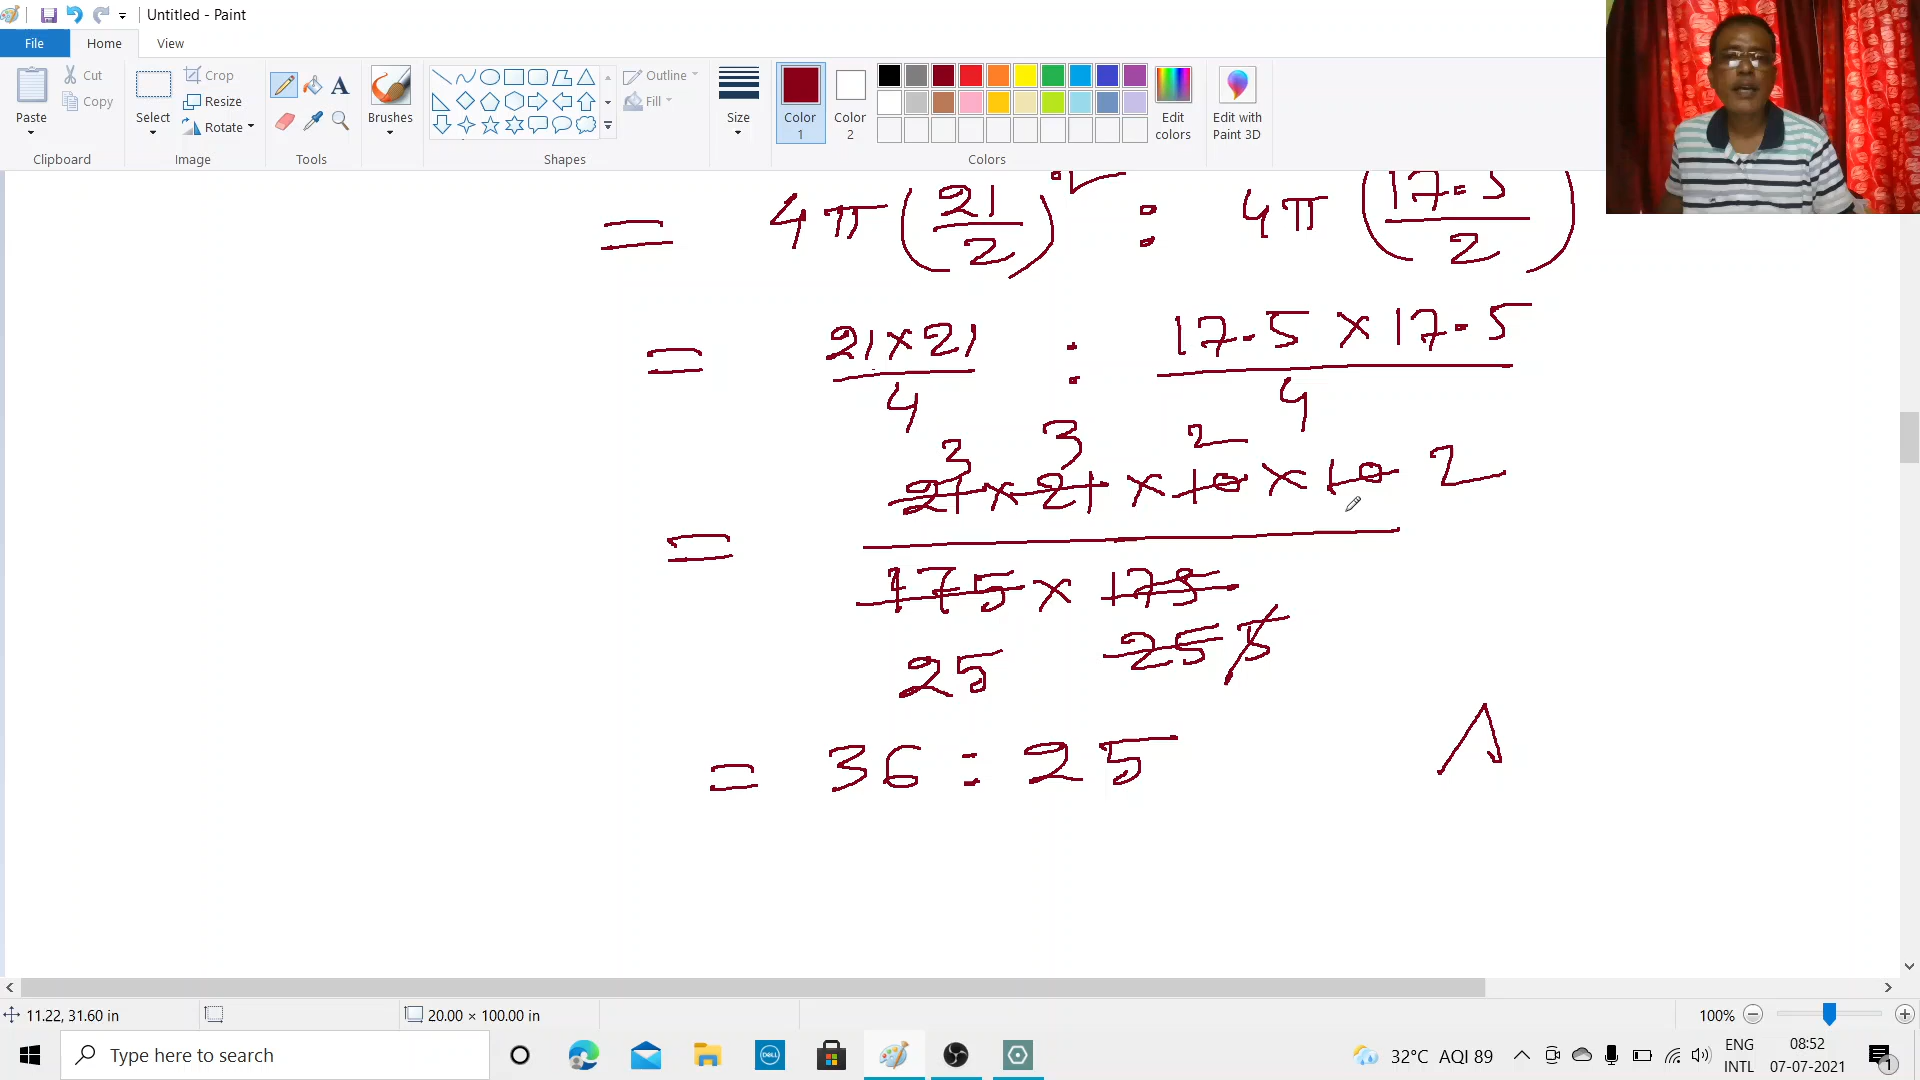 Untitled - Paint
File Home View
Cut
Copy
Paste
Clipboard
Crop
Resize
Rotate
Select
Image
Tools
Brushes
Shapes
Outline
Fill
Size
Color 1
Color 2
Edit colors
Edit with Paint 3D
Colors
= 4π(21/2)² : 4π(17.5/2)
= 21×21/4 : 17.5×17.5/4
3 3 2
21×21×10×10 2
=
175×175
25 25 5
= 36 : 25
11.22, 31.60 in
20.00 × 100.00 in
100%
Type here to search
DELL
32°C AQI 89
ENG
INTL
08:52
07-07-2021
1